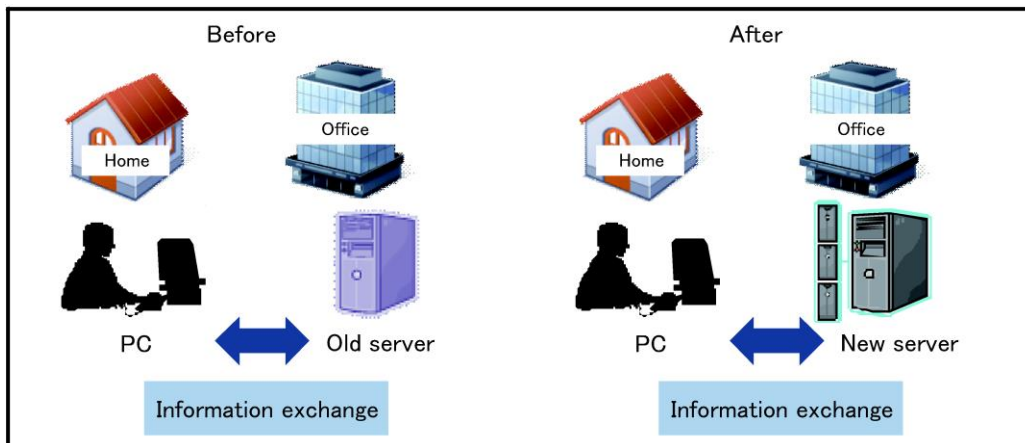 Before
Home
Office
PC
Old server
Information exchange
After
Home
Office
PC
New server
Information exchange